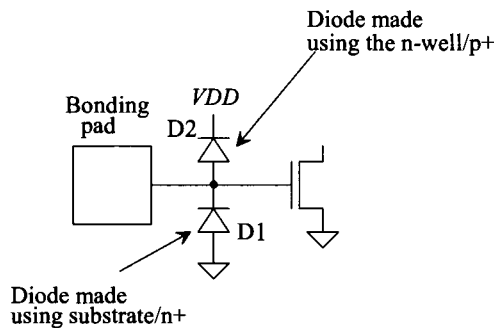 Diode made
using the n-well/p+
Bonding
pad
VDD
D2
D1
Diode made
using substrate/n+